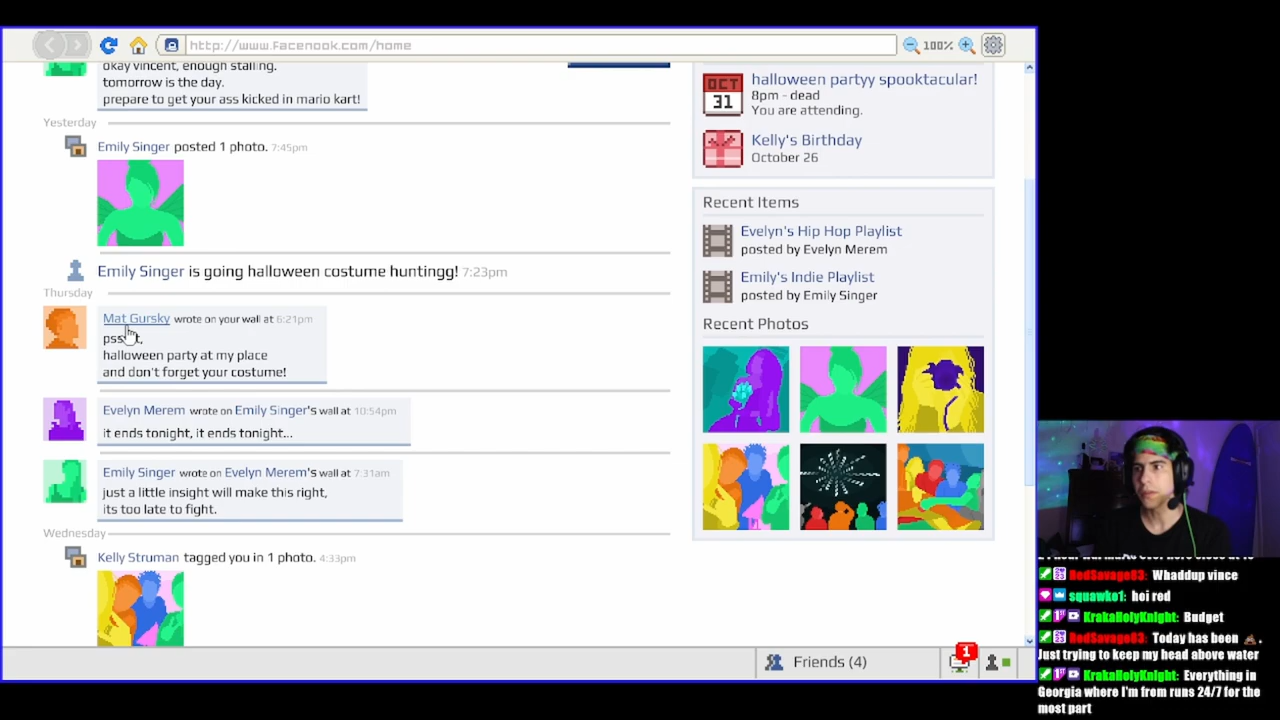 http://www.facenook.com/home
100%
okay vincent, enough stalling.
tomorrow is the day.
prepare to get your ass kicked in mario kart!
Yesterday
Emily Singer posted 1 photo. 7:45pm
Emily Singer is going halloween costume huntingg! 7:23pm
Thursday
Mat Gursky wrote on your wall at 6:21pm
halloween party at my place
and don't forget your costume!
Evelyn Merem wrote on Emily Singer's wall at 10:54pm
it ends tonight, it ends tonight...
Emily Singer wrote on Evelyn Merem's wall at 7:31am
just a little insight will make this right,
its too late to fight.
Wednesday
Kelly Struman tagged you in 1 photo. 4:33pm
OCT
31
halloween partyy spooktacular!
8pm - dead
You are attending.
Kelly's Birthday
October 26
Recent Items
Evelyn's Hip Hop Playlist
posted by Evelyn Merem
Emily's Indie Playlist
posted by Emily Singer
Recent Photos
Friends (4)
1
RedSavage83: Whaddup vince
squawke1: hei red
KrakaHolyKnight: Budget
RedSavage83: Today has been 💩.
Just trying to keep my head above water
KrakaHolyKnight: Everything in
Georgia where I'm from runs 24/7 for the
most part